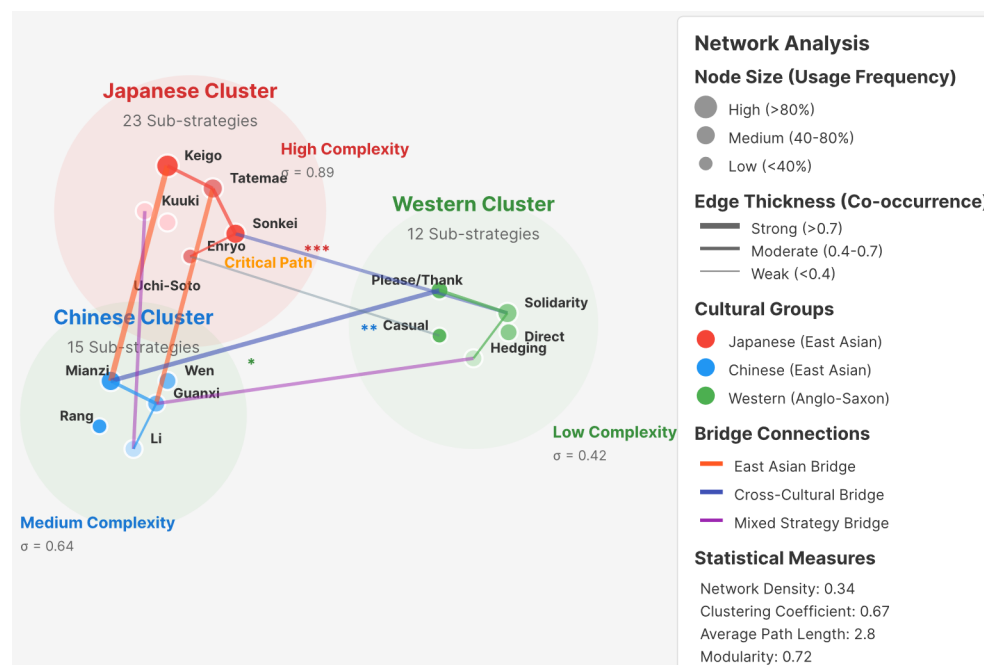 Japanese Cluster
23 Sub-strategies
Keigo
Tatemae
Kuuki
Sonkei
Enryo
Uchi-Soto
High Complexity
σ = 0.89
***
Critical Path
Western Cluster
12 Sub-strategies
Please/Thank
Solidarity
Casual
Direct
Hedging
**
*
Low Complexity
σ = 0.42
Chinese Cluster
15 Sub-strategies
Mianzi
Wen
Guanxi
Rang
Li
Medium Complexity
σ = 0.64
Network Analysis
Node Size (Usage Frequency)
High (>80%)
Medium (40-80%)
Low (<40%)
Edge Thickness (Co-occurrence)
Strong (>0.7)
Moderate (0.4-0.7)
Weak (<0.4)
Cultural Groups
Japanese (East Asian)
Chinese (East Asian)
Western (Anglo-Saxon)
Bridge Connections
East Asian Bridge
Cross-Cultural Bridge
Mixed Strategy Bridge
Statistical Measures
Network Density: 0.34
Clustering Coefficient: 0.67
Average Path Length: 2.8
Modularity: 0.72